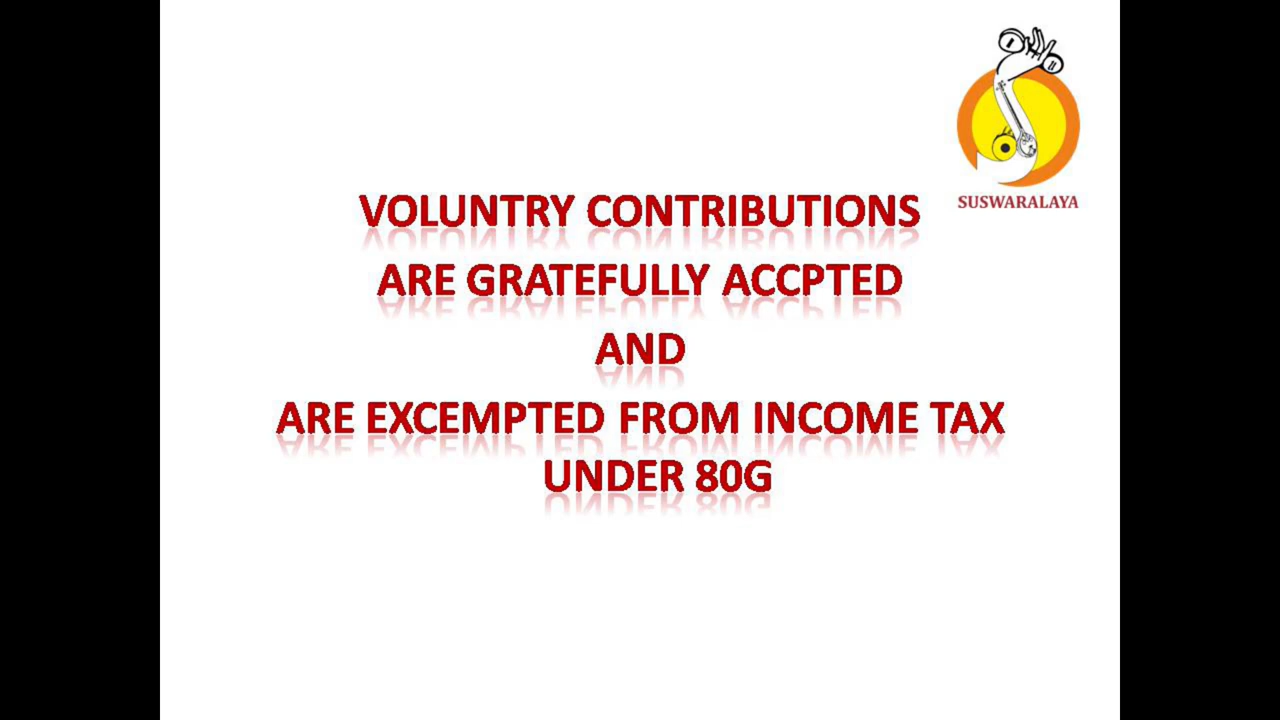 SUSWARALAYA
VOLUNTRY CONTRIBUTIONS
ARE GRATEFULLY ACCPTED
AND
ARE EXCEMPTED FROM INCOME TAX
UNDER 80G